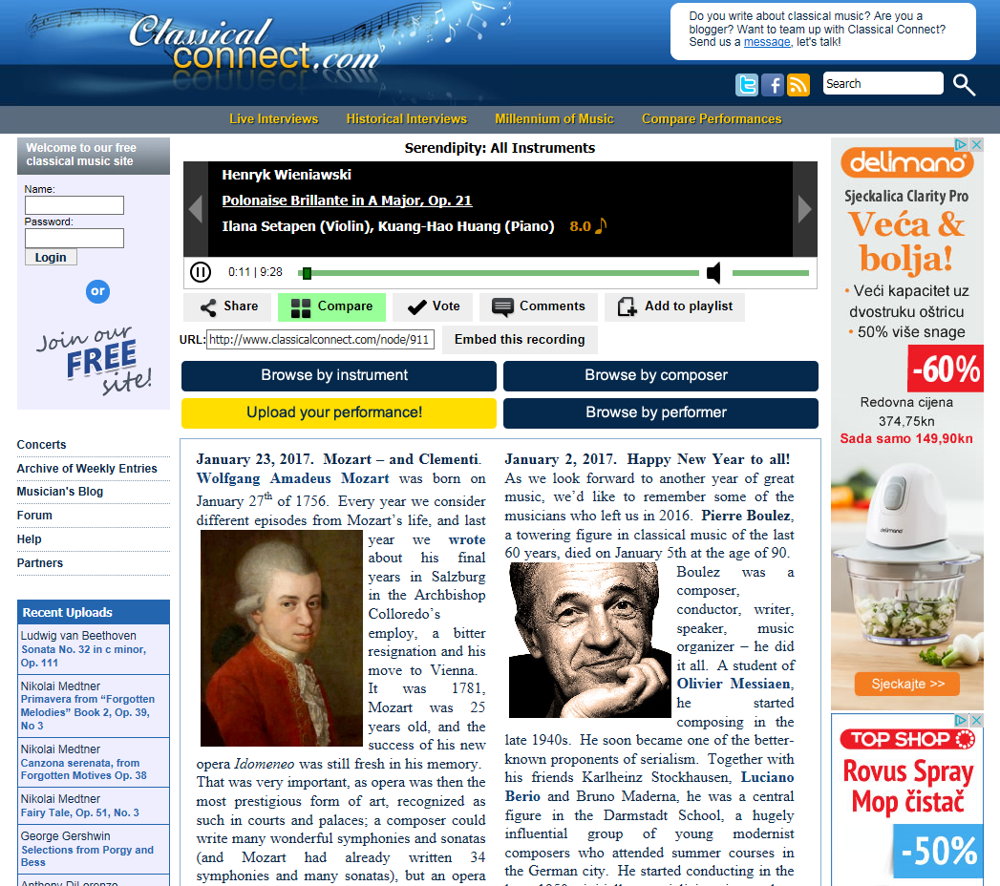 Classical
connect.com
Do you write about classical music? Are you a
blogger? Want to team up with Classical Connect?
Send us a message, let's talk!
Search
Live Interviews Historical Interviews Millennium of Music Compare Performances
Welcome to our free
classical music site
Name:
Password:
Login
or
Join our
FREE
site!
Concerts
Archive of Weekly Entries
Musician's Blog
Forum
Help
Partners
Recent Uploads
Ludwig van Beethoven
Sonata No. 32 in c minor,
Op. 111
Nikolai Medtner
Primavera from “Forgotten
Melodies” Book 2, Op. 39,
No 3
Nikolai Medtner
Canzona serenata, from
Forgotten Motives Op. 38
Nikolai Medtner
Fairy Tale, Op. 51, No. 3
George Gershwin
Selections from Porgy and
Bess
Anthony DiLorenzo
Serendipity: All Instruments
Henryk Wieniawski
Polonaise Brillante in A Major, Op. 21
Ilana Setapen (Violin), Kuang-Hao Huang (Piano) 8.0
0:11 | 9:28
Share Compare Vote Comments Add to playlist
URL: http://www.classicalconnect.com/node/911 Embed this recording
Browse by instrument Browse by composer
Upload your performance! Browse by performer
January 23, 2017. Mozart – and Clementi.
Wolfgang Amadeus Mozart was born on
January 27th of 1756. Every year we consider
different episodes from Mozart’s life, and last
year we wrote
about his final
years in Salzburg
in the Archbishop
Colloredo’s
employ, a bitter
resignation and his
move to Vienna.
It was 1781,
Mozart was 25
years old, and the
success of his new
opera Idomeneo was still fresh in his memory.
That was very important, as opera was then the
most prestigious form of art, recognized as
such in courts and palaces; a composer could
write many wonderful symphonies and sonatas
(and Mozart had already written 34
symphonies and many sonatas), but an opera
January 2, 2017. Happy New Year to all!
As we look forward to another year of great
music, we’d like to remember some of the
musicians who left us in 2016. Pierre Boulez,
a towering figure in classical music of the last
60 years, died on January 5th at the age of 90.
Boulez was a
composer,
conductor, writer,
speaker, music
organizer – he did
it all. A student of
Olivier Messiaen,
he started
composing in the
late 1940s. He soon became one of the better-
known proponents of serialism. Together with
his friends Karlheinz Stockhausen, Luciano
Berio and Bruno Maderna, he was a central
figure in the Darmstadt School, a hugely
influential group of young modernist
composers who attended summer courses in
the German city. He started conducting in the
delimano
Sjeckalica Clarity Pro
Veća &
bolja!
• Veći kapacitet uz
dvostruku oštricu
• 50% više snage
-60%
Redovna cijena
374,75kn
Sada samo 149,90kn
delimano
Sjeckajte >>
TOP SHOP
Rovus Spray
Mop čistač
-50%